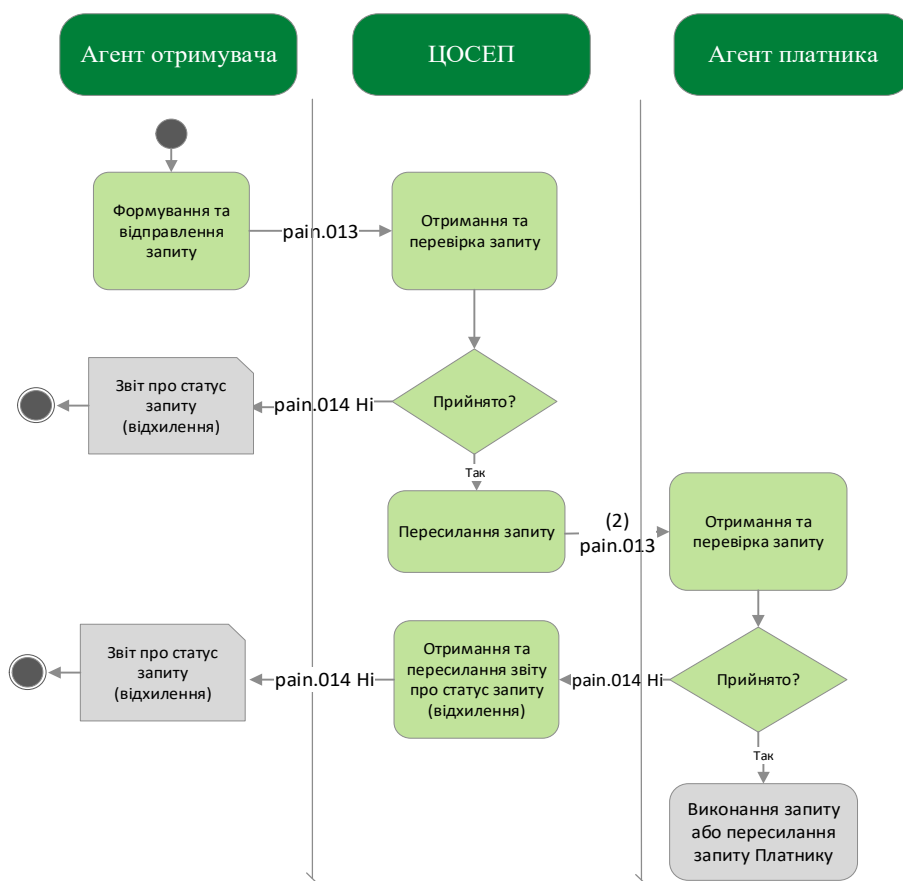 Агент отримувача
ЦОСЕП
Агент платника
Формування та
відправлення
запиту
pain.013
Отримання та
перевірка запиту
Звіт про статус
запиту
(відхилення)
pain.014 Ні
Прийнято?
Так
Пересилання запиту
(2)
pain.013
Отримання та
перевірка запиту
Звіт про статус
запиту
(відхилення)
pain.014 Ні
Отримання та
пересилання звіту
про статус запиту
(відхилення)
pain.014 Ні
Прийнято?
Так
Виконання запиту
або пересилання
запиту Платнику